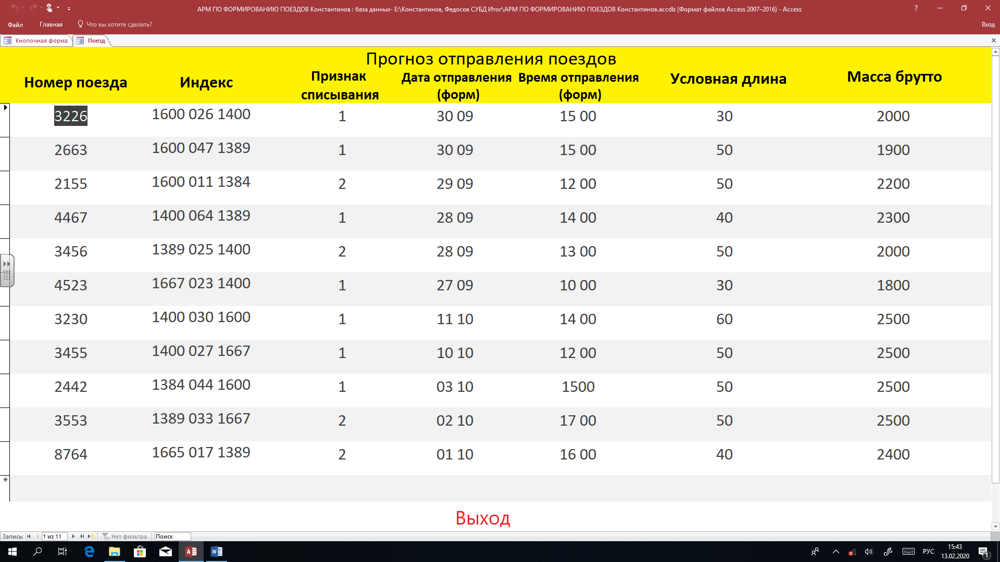 АРМ ПО ФОРМИРОВАНИЮ ПОЕЗДОВ Константинов : база данных- E:\Константинов, Федосов СУБД Итог\АРМ ПО ФОРМИРОВАНИЮ ПОЕЗДОВ Константинов.accdb (Формат файлов Access 2007–2016) - Access ?
Файл Главная Что вы хотите сделать? Вход
Кнопочная форма Поезд
Прогноз отправления поездов
Номер поезда Индекс Признак списывания Дата отправления (форм) Время отправления (форм) Условная длина Масса брутто
3226 1600 026 1400 1 30 09 15 00 30 2000
2663 1600 047 1389 1 30 09 15 00 50 1900
2155 1600 011 1384 2 29 09 12 00 50 2200
4467 1400 064 1389 1 28 09 14 00 40 2300
3456 1389 025 1400 2 28 09 13 00 50 2000
4523 1667 023 1400 1 27 09 10 00 30 1800
3230 1400 030 1600 1 11 10 14 00 60 2500
3455 1400 027 1667 1 10 10 12 00 50 2500
2442 1384 044 1600 1 03 10 1500 50 2500
3553 1389 033 1667 2 02 10 17 00 50 2500
8764 1665 017 1389 2 01 10 16 00 40 2400
Выход
Запись: 1 из 11 Нет фильтра Поиск
РУС 15:43
13.02.2020 1